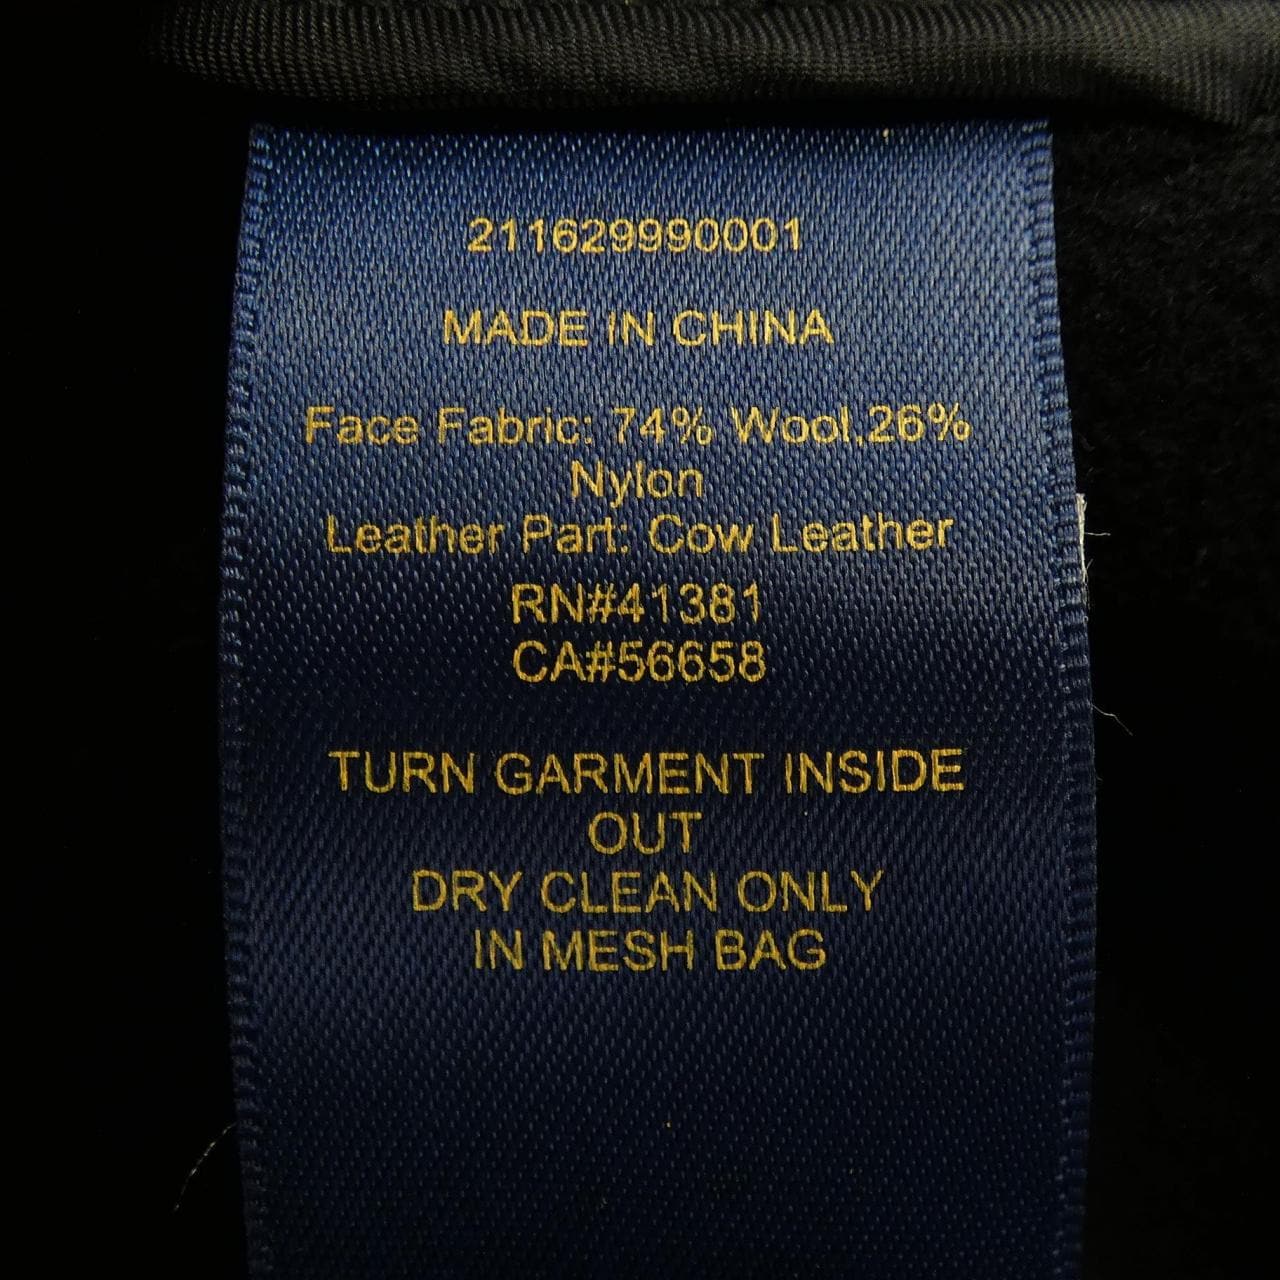 211629990001
MADE IN CHINA
Face Fabric: 74% Wool,26%
Nylon
Leather Part: Cow Leather
RN#41381
CA#56658
TURN GARMENT INSIDE
OUT
DRY CLEAN ONLY
IN MESH BAG